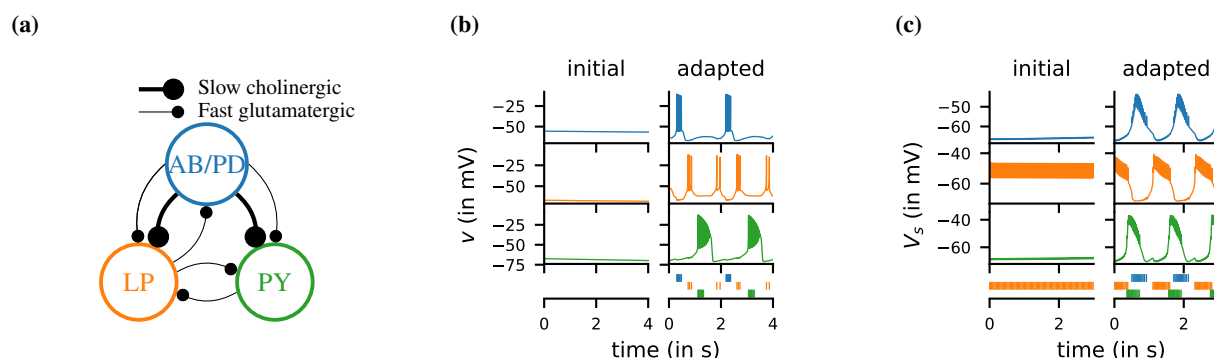 (a)
Slow cholinergic
Fast glutamatergic
AB/PD
LP
PY
(b)
initial adapted
−25
−50
−25
−50
−25
−50
−75
v (in mV)
0 2 4 0 2 4
time (in s)
(c)
initial adapted
−50
−60
−40
−60
−40
−60
Vs (in mV)
0 2 0 2
time (in s)